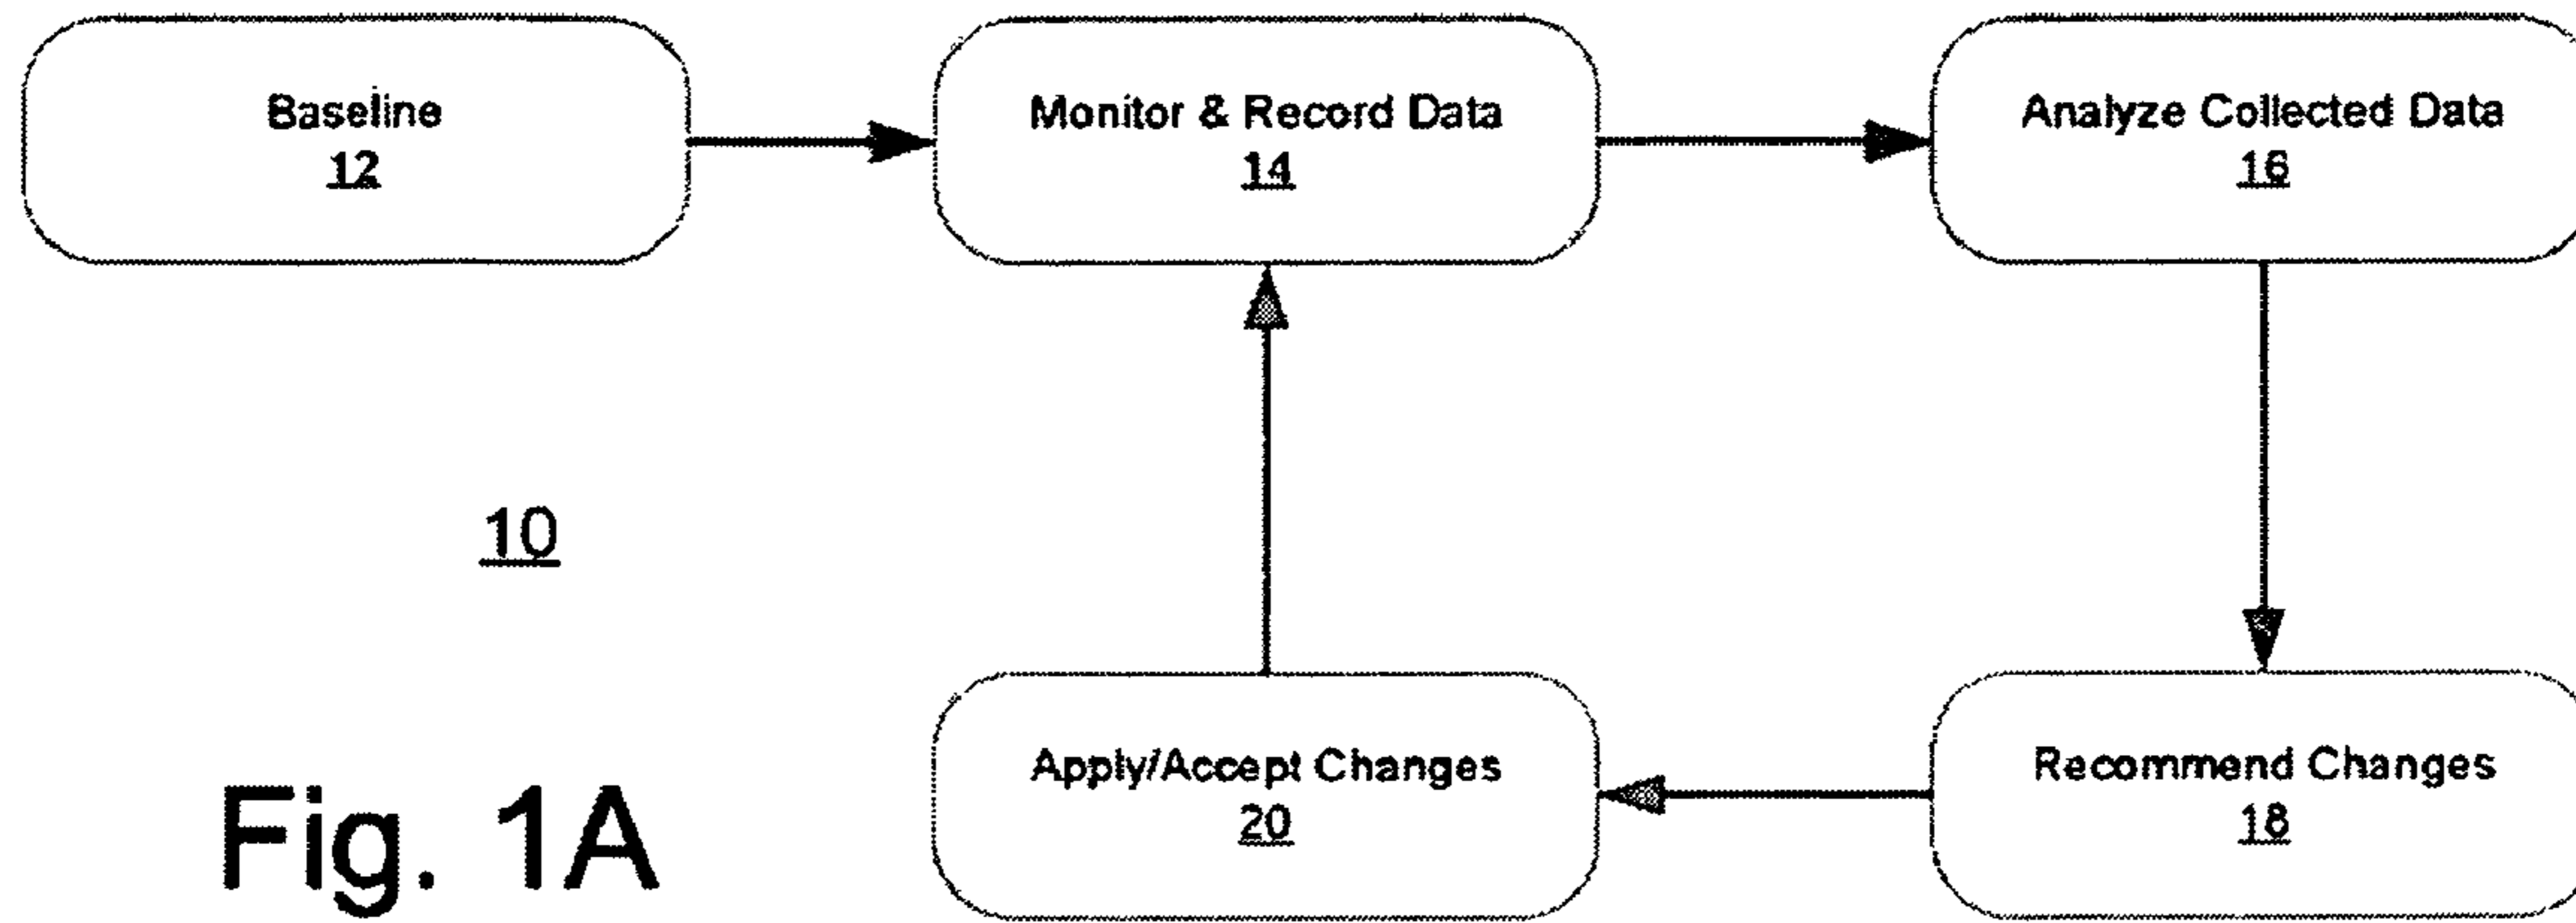 Baseline
12
Monitor & Record Data
14
Analyze Collected Data
16
10
Apply/Accept Changes
20
Recommend Changes
18
Fig. 1A